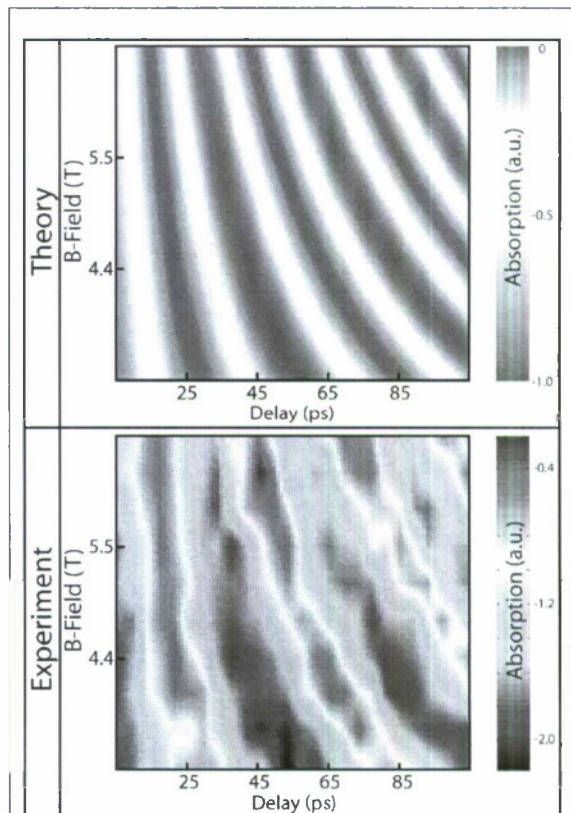 Theory
B-Field (T)
5.5
4.4
25 45 65 85
Delay (ps)
Absorption (a.u.)
0
-0.5
-1.0
Experiment
B-Field (T)
5.5
4.4
25 45 65 85
Delay (ps)
Absorption (a.u.)
-0.4
-1.2
-2.0